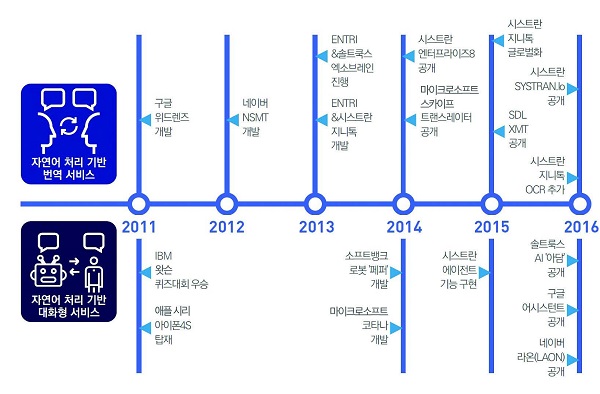 자연어 처리 기반
번역 서비스
구글
워드렌즈
개발
네이버
NSMT
개발
ENTRI
&솔트룩스
엑소브레인
진행
ENTRI
&시스트란
지니톡
개발
시스트란
엔터프라이즈8
공개
마이크로소프트
스카이프
트랜스레이터
공개
시스트란
지니톡
글로벌화
SDL
XMT
공개
시스트란
SYSTRAN.Io
공개
시스트란
지니톡
OCR 추가
2011
2012
2013
2014
2015
2016
자연어 처리 기반
대화형 서비스
IBM
왓슨
퀴즈대회 우승
애플 시리
아이폰4S
탑재
소프트뱅크
로봇 '페퍼'
개발
마이크로소프트
코타나
개발
시스트란
에이전트
기능 구현
솔트룩스
AI '아담'
공개
구글
어시스턴트
공개
네이버
라온(LAON)
공개